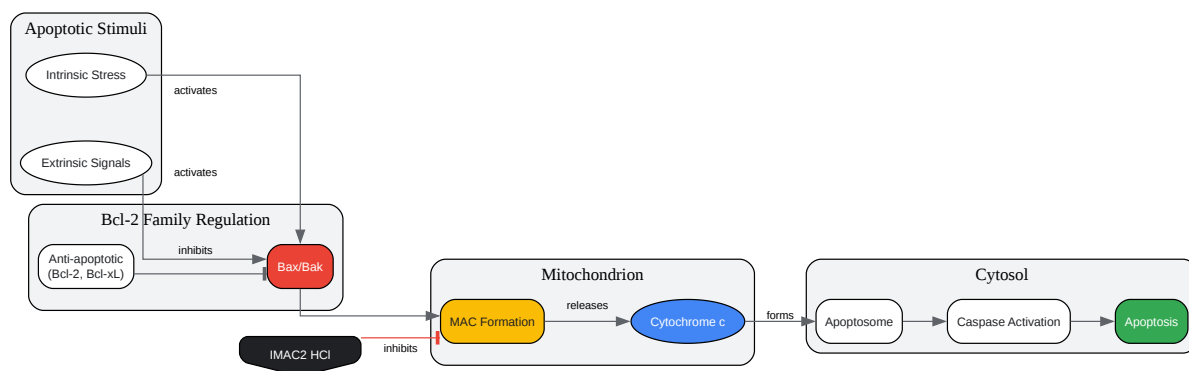 Apoptotic Stimuli
Intrinsic Stress
activates
Extrinsic Signals
activates
Bcl-2 Family Regulation
Anti-apoptotic
(Bcl-2, Bcl-xL)
inhibits
Bax/Bak
Mitochondrion
MAC Formation
releases
Cytochrome c
forms
IMAC2 HCl
inhibits
Cytosol
Apoptosome
Caspase Activation
Apoptosis